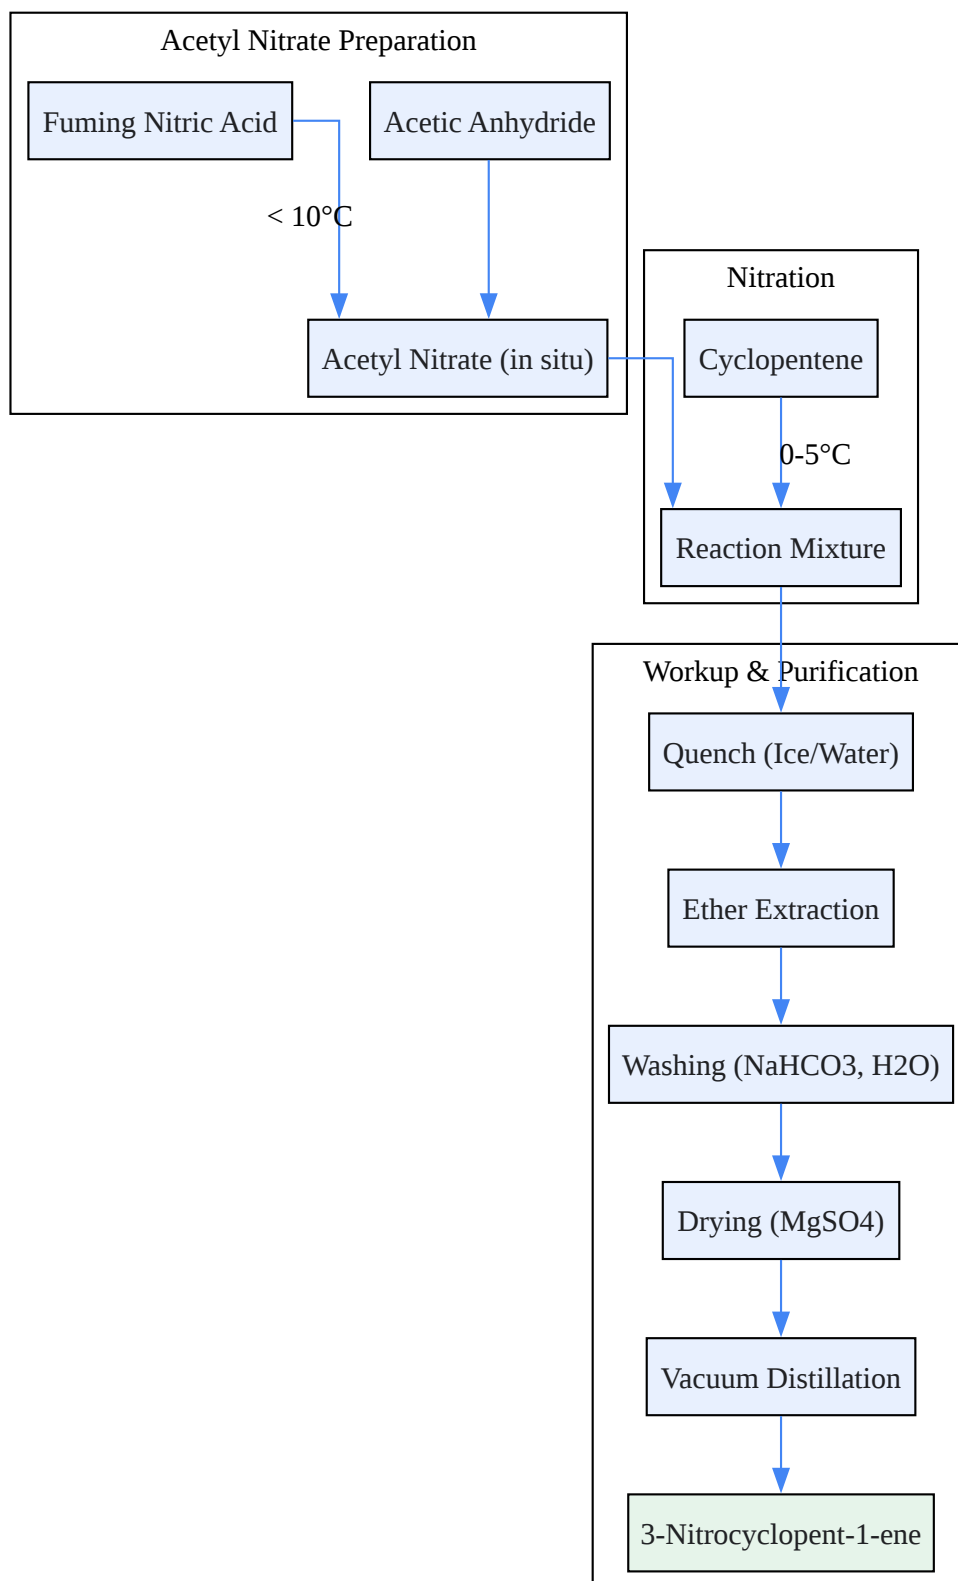 Acetyl Nitrate Preparation
Fuming Nitric Acid
Acetic Anhydride
< 10°C
Acetyl Nitrate (in situ)
Nitration
Cyclopentene
0-5°C
Reaction Mixture
Workup & Purification
Quench (Ice/Water)
Ether Extraction
Washing (NaHCO3, H2O)
Drying (MgSO4)
Vacuum Distillation
3-Nitrocyclopent-1-ene